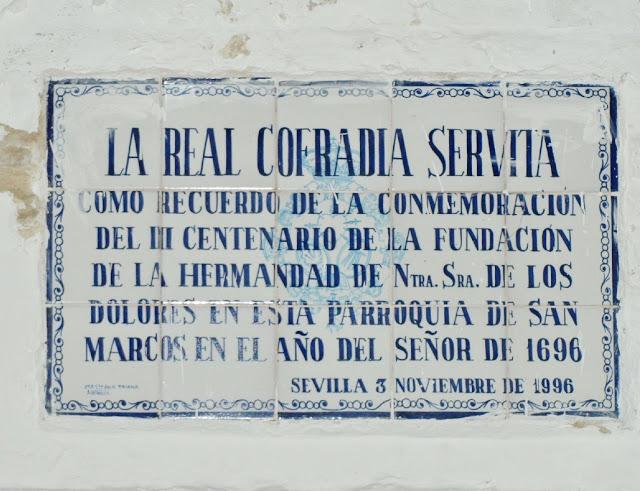 LA REAL COFRADIA SERVITA
COMO RECUERDO DE LA CONMEMORACIÓN
DEL III CENTENARIO DE LA FUNDACIÓN
DE LA HERMANDAD DE NTRA. SRA. DE LOS
DOLORES EN ESTA PARROQUIA DE SAN
MARCOS, EN EL AÑO DEL SEÑOR DE 1696
SEVILLA 3 NOVIEMBRE DE 1996